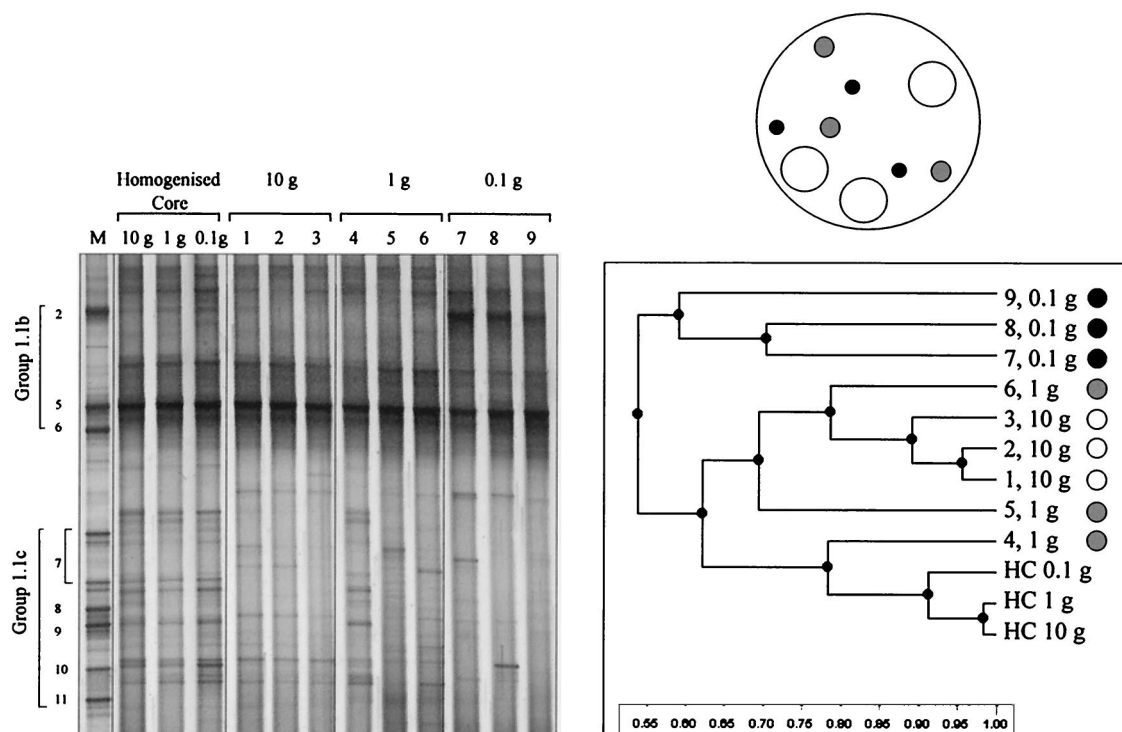 Homogenised
Core
10 g
1 g
0.1 g
M
10 g
1 g
0.1g
1
2
3
4
5
6
7
8
9
Group 1.1b
2
5
6
Group 1.1c
7
8
9
10
11
9, 0.1 g
8, 0.1 g
7, 0.1 g
6, 1 g
3, 10 g
2, 10 g
1, 10 g
5, 1 g
4, 1 g
HC 0.1 g
HC 1 g
HC 10 g
0.55 0.60 0.65 0.70 0.75 0.80 0.85 0.90 0.95 1.00